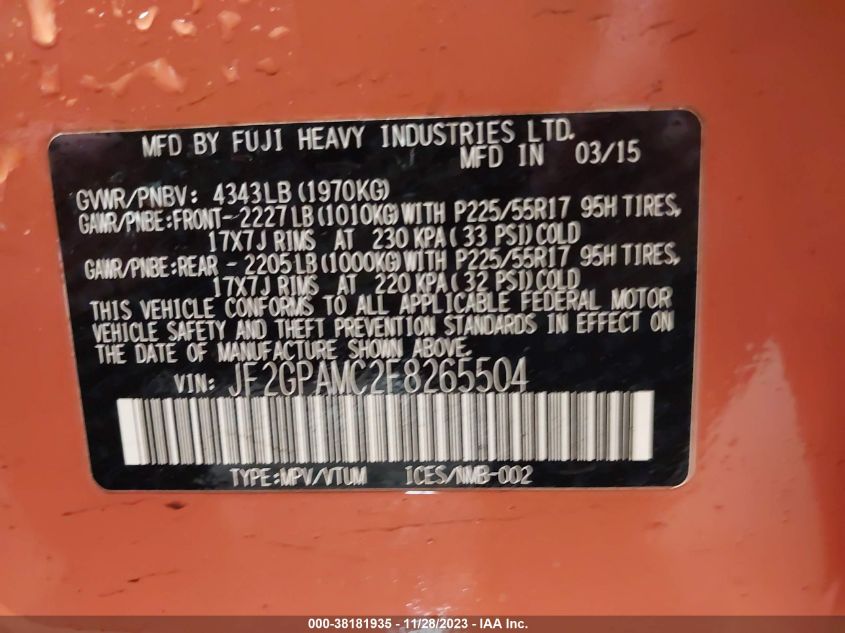 MFD BY FUJI HEAVY INDUSTRIES LTD.
MFD IN 03/15
GVWR/PNBV: 4343LB (1970KG)
GAWR/PNBE:FRONT-2227LB(1010KG)WITH P225/55R17 95H TIRES,
17X7J RIMS AT 230 KPA( 33 PSI)COLD
GAWR/PNBE:REAR - 2205LB(1000KG)WITH P225/55R17 95H TIRES,
17X7J RIMS AT 220 KPA( 32 PSI)COLD
THIS VEHICLE CONFORMS TO ALL APPLICABLE FEDERAL MOTOR
VEHICLE SAFETY AND THEFT PREVENTION STANDARDS IN EFFECT ON
THE DATE OF MANUFACTURE SHOWN ABOVE.
VIN: JF2GPAMC2F8265504
TYPE:MPV/VTUM ICES/NMB-002
000-38181935 - 11/28/2023 - IAA Inc.